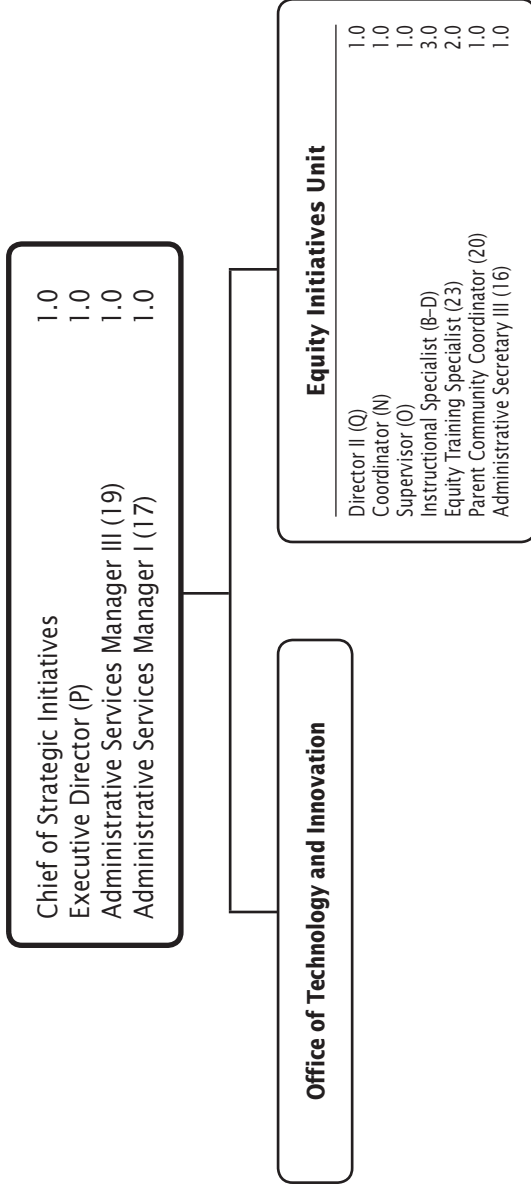 Chief of Strategic Initiatives 1.0
Executive Director (P) 1.0
Administrative Services Manager III (19) 1.0
Administrative Services Manager I (17) 1.0
Office of Technology and Innovation
Equity Initiatives Unit
Director II (Q) 1.0
Coordinator (N) 1.0
Supervisor (O) 1.0
Instructional Specialist (B–D) 3.0
Equity Training Specialist (23) 2.0
Parent Community Coordinator (20) 1.0
Administrative Secretary III (16) 1.0